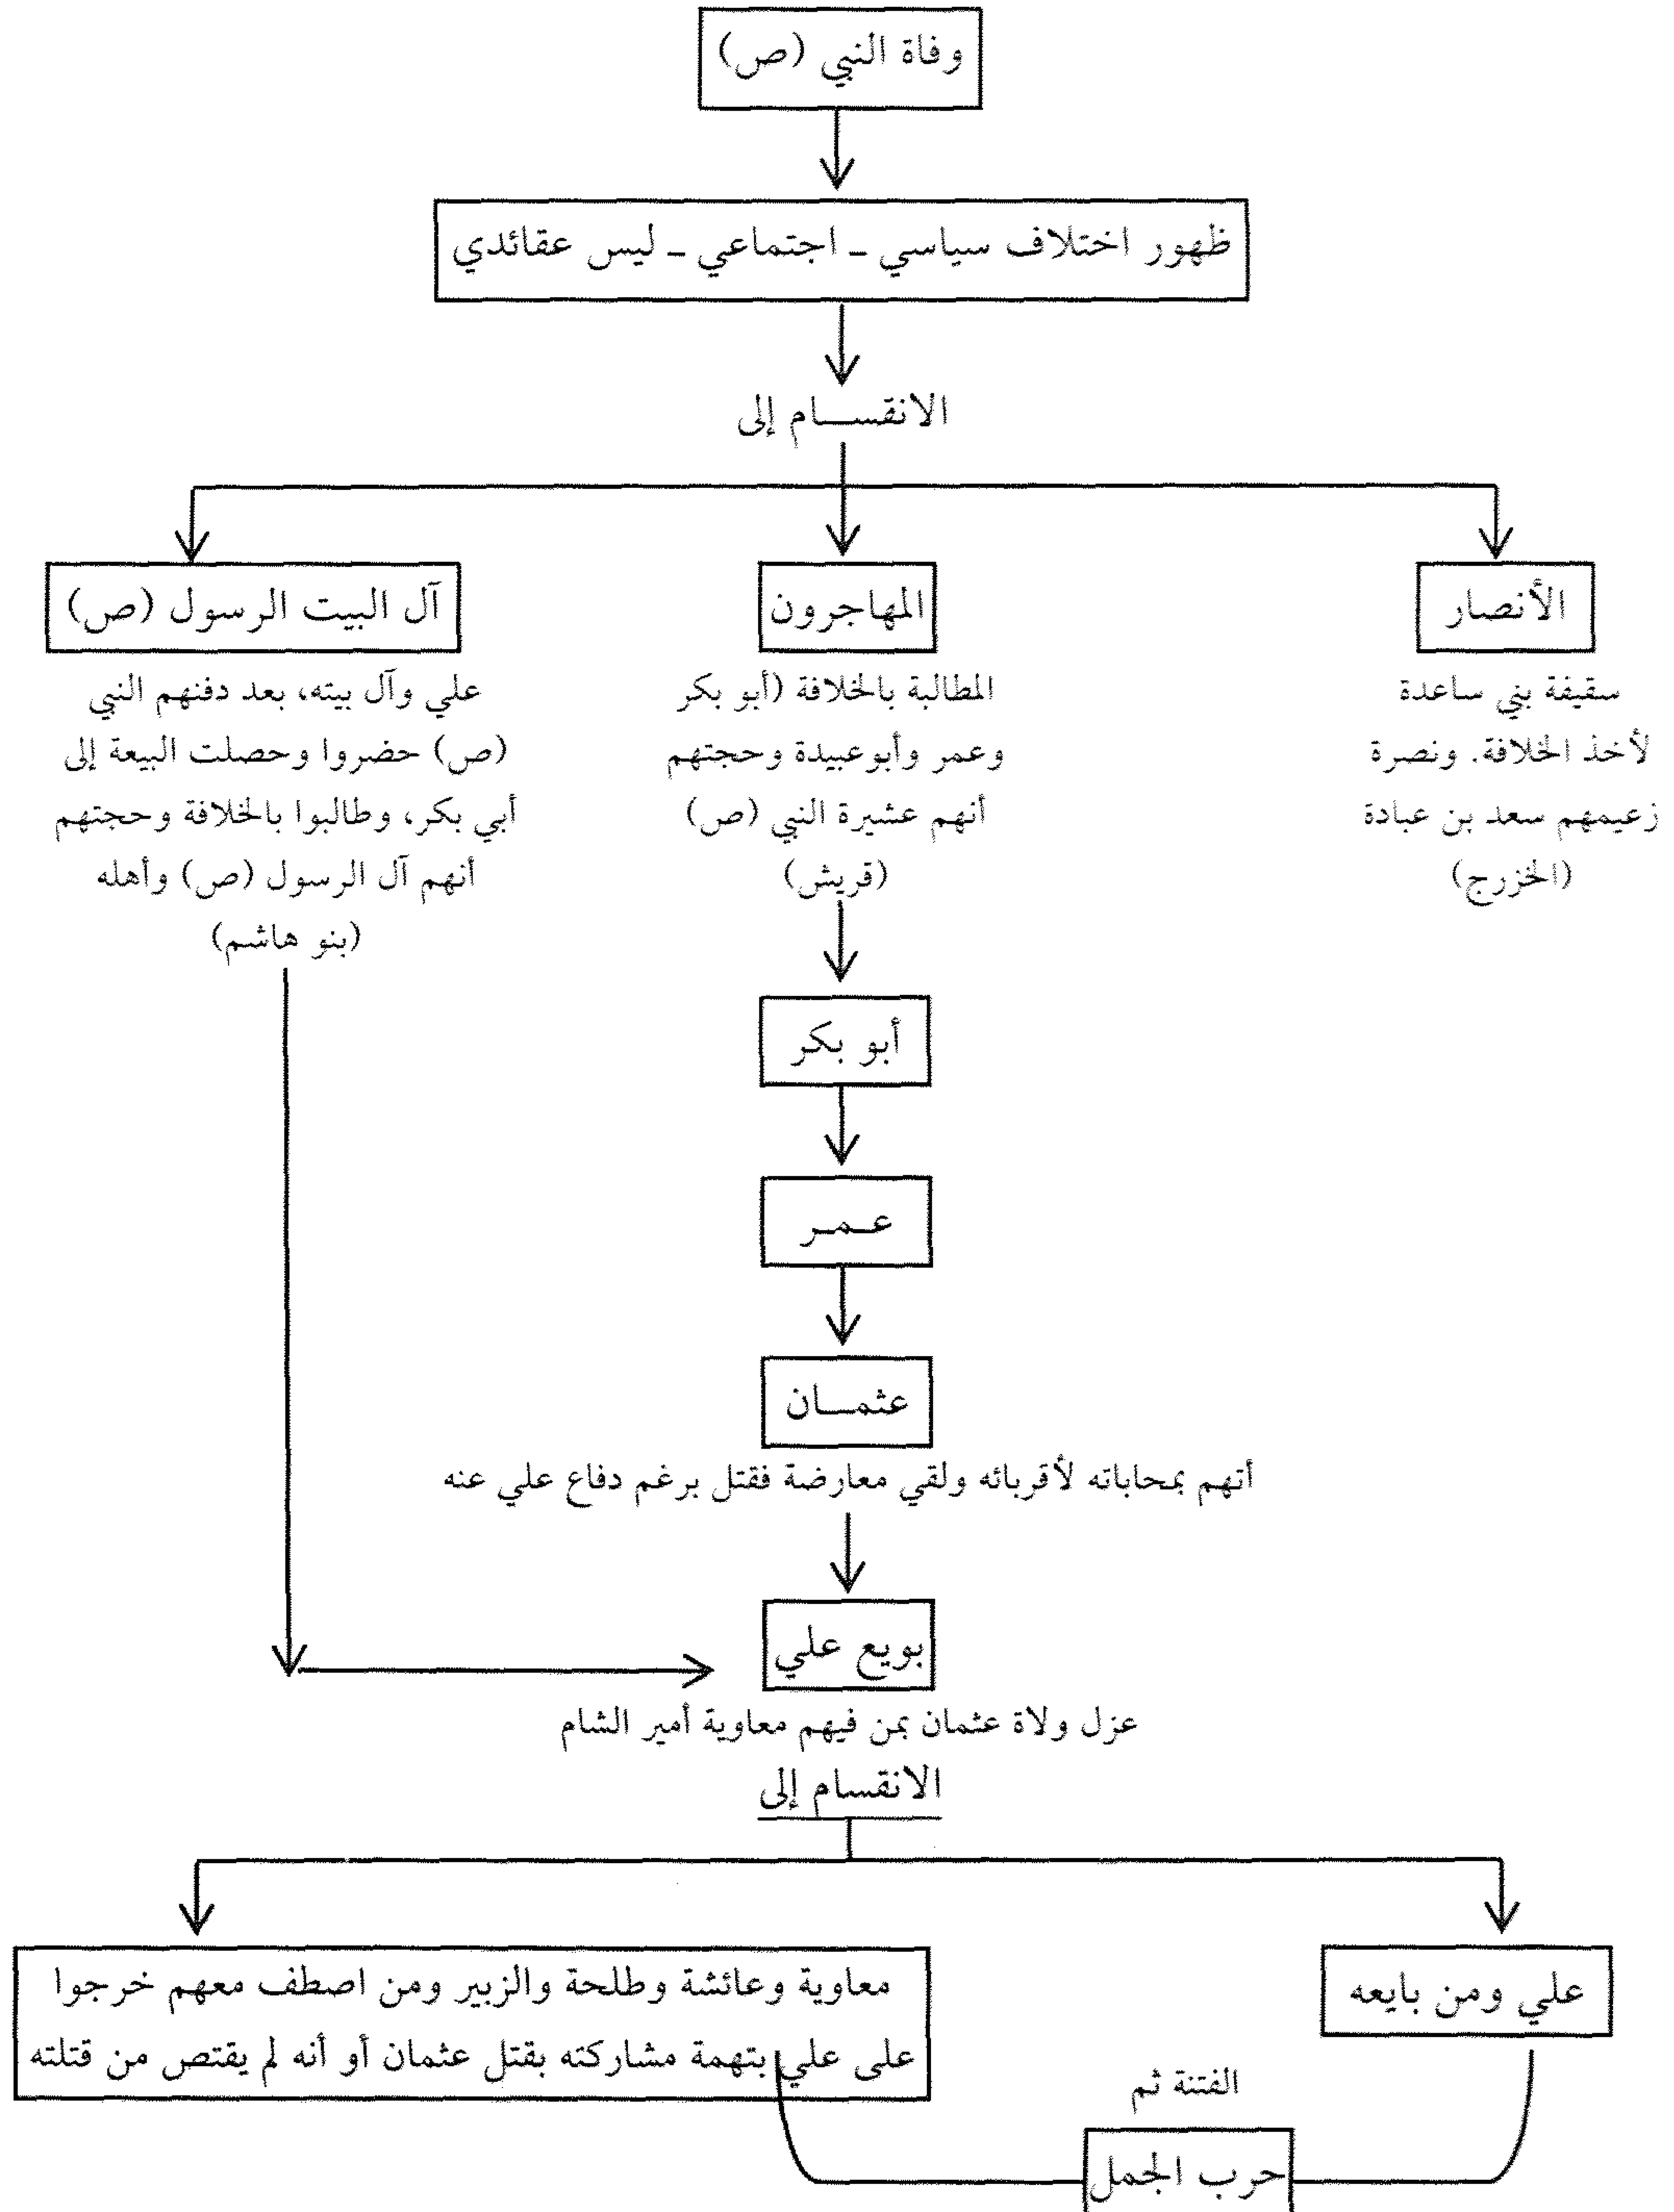 وفاة النبي (ص)
ظهور اختلاف سياسي ـ اجتماعي ـ ليس عقائدي
الانقســـام إلى
الأنصار
سقيفة بني ساعدة
لأخذ الخلافة. ونصرة
زعيمهم سعد بن عبادة
(الخزرج)
المهاجرون
المطالبة بالخلافة (أبو بكر
وعمر وأبوعبيدة وحجتهم
أنهم عشيرة النبي (ص)
(قريش)
آل البيت الرسول (ص)
علي وآل بيته، بعد دفنهم النبي
(ص) حضروا وحصلت البيعة إلى
أبي بكر، وطالبوا بالخلافة وحجتهم
أنهم آل الرسول (ص) وأهله
(بنو هاشم)
أبو بكر
عـمـر
عثمـــان
أتهم بمحاباته لأقربائه ولقي معارضة فقتل برغم دفاع علي عنه
بويع علي
عزل ولاة عثمان بمن فيهم معاوية أمير الشام
الانقسام إلى
علي ومن بايعه
معاوية وعائشة وطلحة والزبير ومن اصطف معهم خرجوا
على علي بتهمة مشاركته بقتل عثمان أو أنه لم يقتص من قتلته
الفتنة ثم
حرب الجمل